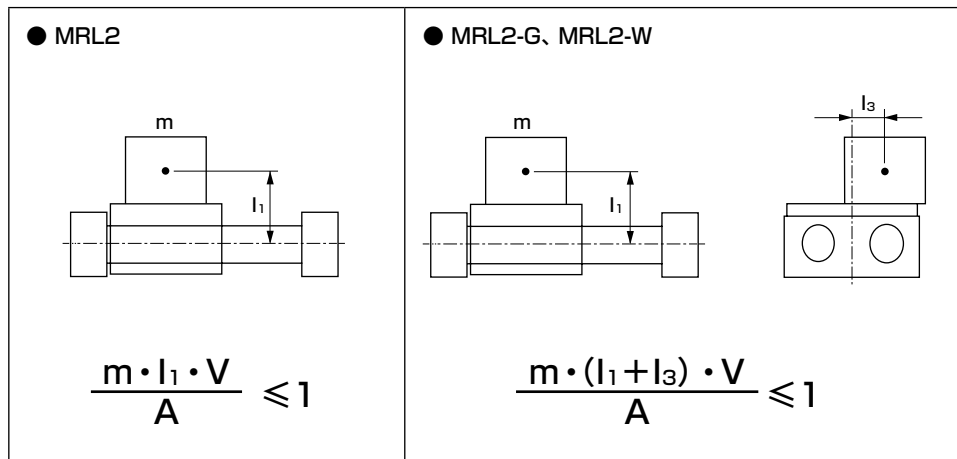 ● MRL2
m
l₁
m・l₁・V
A
≦1
● MRL2-G、MRL2-W
m
l₁
l₃
m・(l₁+l₃)・V
A
≦1